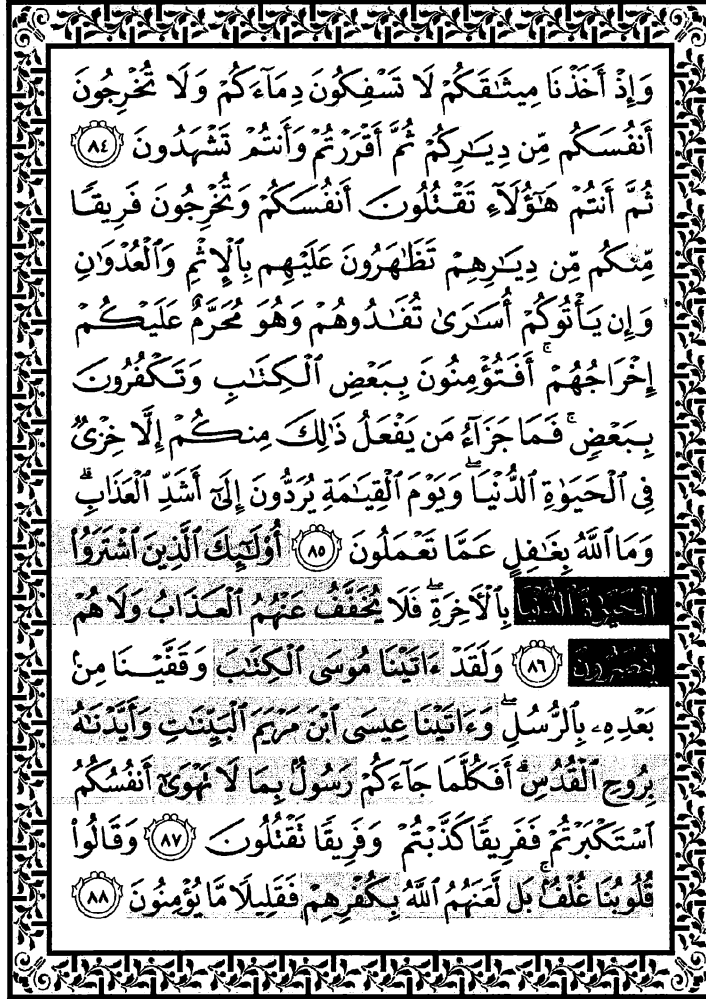 وَإِذْ أَخَذْنَا مِيثَـٰقَكُمْ لَا تَسْفِكُونَ دِمَآءَكُمْ وَلَا تُخْرِجُونَ
أَنفُسَكُم مِّن دِيَـٰرِكُمْ ثُمَّ أَقْرَرْتُمْ وَأَنتُمْ تَشْهَدُونَ ٨٤
ثُمَّ أَنتُمْ هَـٰٓؤُلَآءِ تَقْتُلُونَ أَنفُسَكُمْ وَتُخْرِجُونَ فَرِيقًا
مِّنكُم مِّن دِيَـٰرِهِمْ تَظَـٰهَرُونَ عَلَيْهِم بِٱلْإِثْمِ وَٱلْعُدْوَٰنِ
وَإِن يَأْتُوكُمْ أُسَـٰرَىٰ تُفَـٰدُوهُمْ وَهُوَ مُحَرَّمٌ عَلَيْكُمْ
إِخْرَاجُهُمْ ۚ أَفَتُؤْمِنُونَ بِبَعْضِ ٱلْكِتَـٰبِ وَتَكْفُرُونَ
بِبَعْضٍ ۚ فَمَا جَزَآءُ مَن يَفْعَلُ ذَٰلِكَ مِنكُمْ إِلَّا خِزْىٌ
فِى ٱلْحَيَوٰةِ ٱلدُّنْيَا ۖ وَيَوْمَ ٱلْقِيَـٰمَةِ يُرَدُّونَ إِلَىٰٓ أَشَدِّ ٱلْعَذَابِ ۗ
وَمَا ٱللَّهُ بِغَـٰفِلٍ عَمَّا تَعْمَلُونَ ٨٥ أُو۟لَـٰٓئِكَ ٱلَّذِينَ ٱشْتَرَوُا۟
ٱلْحَيَوٰةَ ٱلدُّنْيَا بِٱلْـَٔاخِرَةِ ۖ فَلَا يُخَفَّفُ عَنْهُمُ ٱلْعَذَابُ وَلَا هُمْ
يُنصَرُونَ ٨٦ وَلَقَدْ ءَاتَيْنَا مُوسَى ٱلْكِتَـٰبَ وَقَفَّيْنَا مِنۢ
بَعْدِهِۦ بِٱلرُّسُلِ ۖ وَءَاتَيْنَا عِيسَى ٱبْنَ مَرْيَمَ ٱلْبَيِّنَـٰتِ وَأَيَّدْنَـٰهُ
بِرُوحِ ٱلْقُدُسِ ۗ أَفَكُلَّمَا جَآءَكُمْ رَسُولٌۢ بِمَا لَا تَهْوَىٰٓ أَنفُسُكُمُ
ٱسْتَكْبَرْتُمْ فَفَرِيقًا كَذَّبْتُمْ وَفَرِيقًا تَقْتُلُونَ ٨٧ وَقَالُوا۟
قُلُوبُنَا غُلْفٌۢ ۚ بَل لَّعَنَهُمُ ٱللَّهُ بِكُفْرِهِمْ فَقَلِيلًا مَّا يُؤْمِنُونَ ٨٨